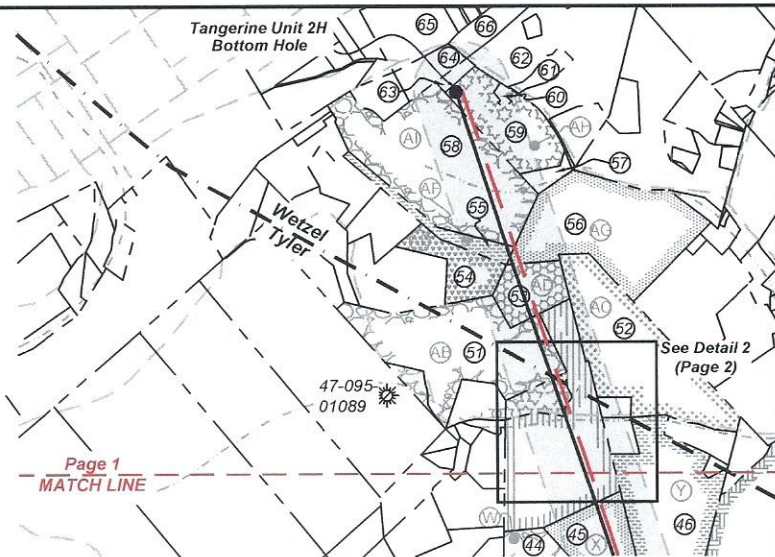 Tangerine Unit 2H
Bottom Hole
65
66
64
62
61
63
60
59
AH
AI
58
57
AF
55
56
AG
Wetzel
Tyler
54
53
AD
AC
52
AE
51
See Detail 2
(Page 2)
47-095-
01089
Page 1
MATCH LINE
Y
W
46
44
45
X